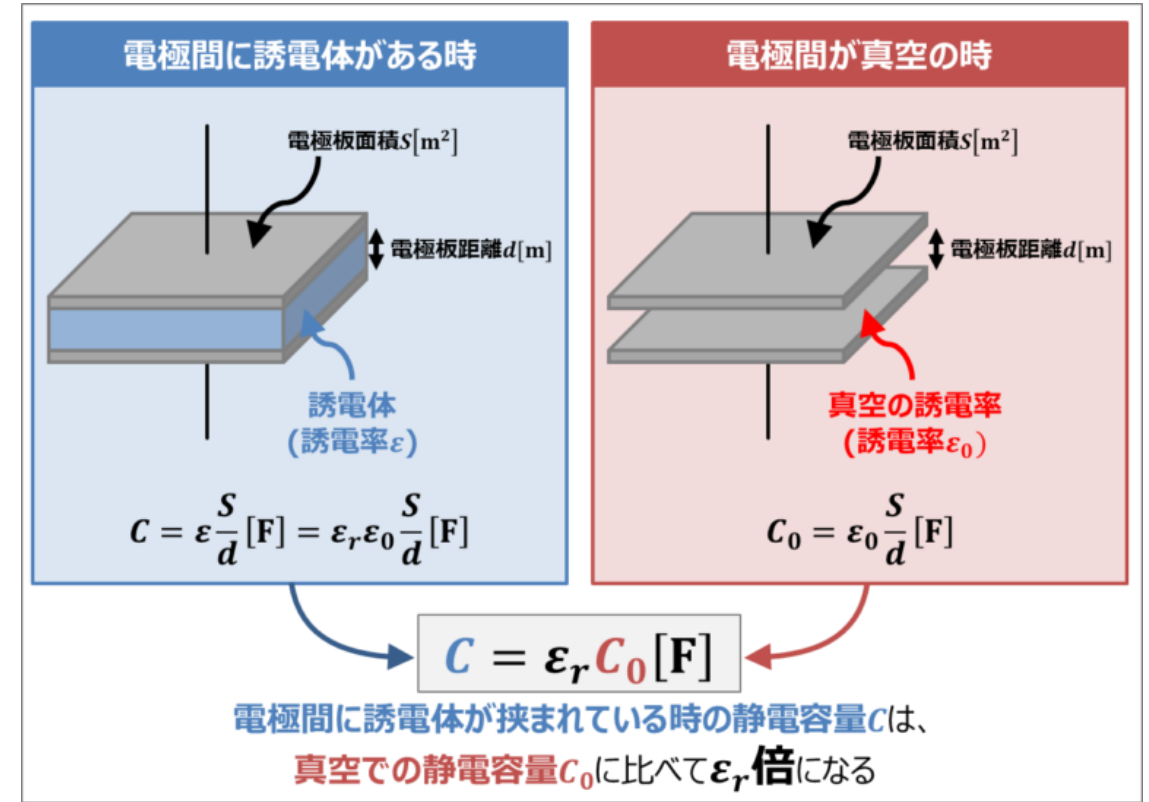 電極間に誘電体がある時
電極板面積S[m²]
電極板距離d[m]
誘電体
(誘電率ε)
C = ε S/d [F] = εᵣε₀ S/d [F]
電極間が真空の時
電極板面積S[m²]
電極板距離d[m]
真空の誘電率
(誘電率ε₀)
C₀ = ε₀ S/d [F]
C = εᵣC₀[F]
電極間に誘電体が挟まれている時の静電容量Cは、
真空での静電容量C₀に比べてεᵣ倍になる